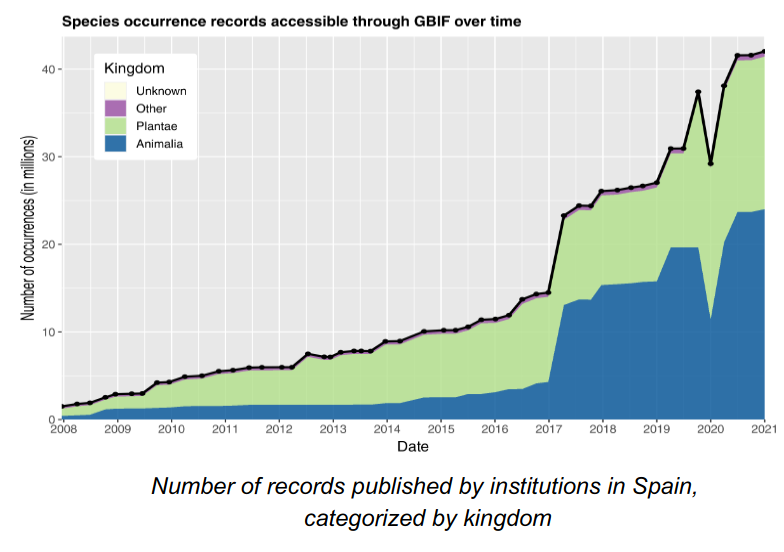 Species occurrence records accessible through GBIF over time
Number of occurrences (in millions)
40
30
20
10
0
Kingdom
Unknown
Other
Plantae
Animalia
2008 2009 2010 2011 2012 2013 2014 2015 2016 2017 2018 2019 2020 2021
Date
Number of records published by institutions in Spain,
categorized by kingdom